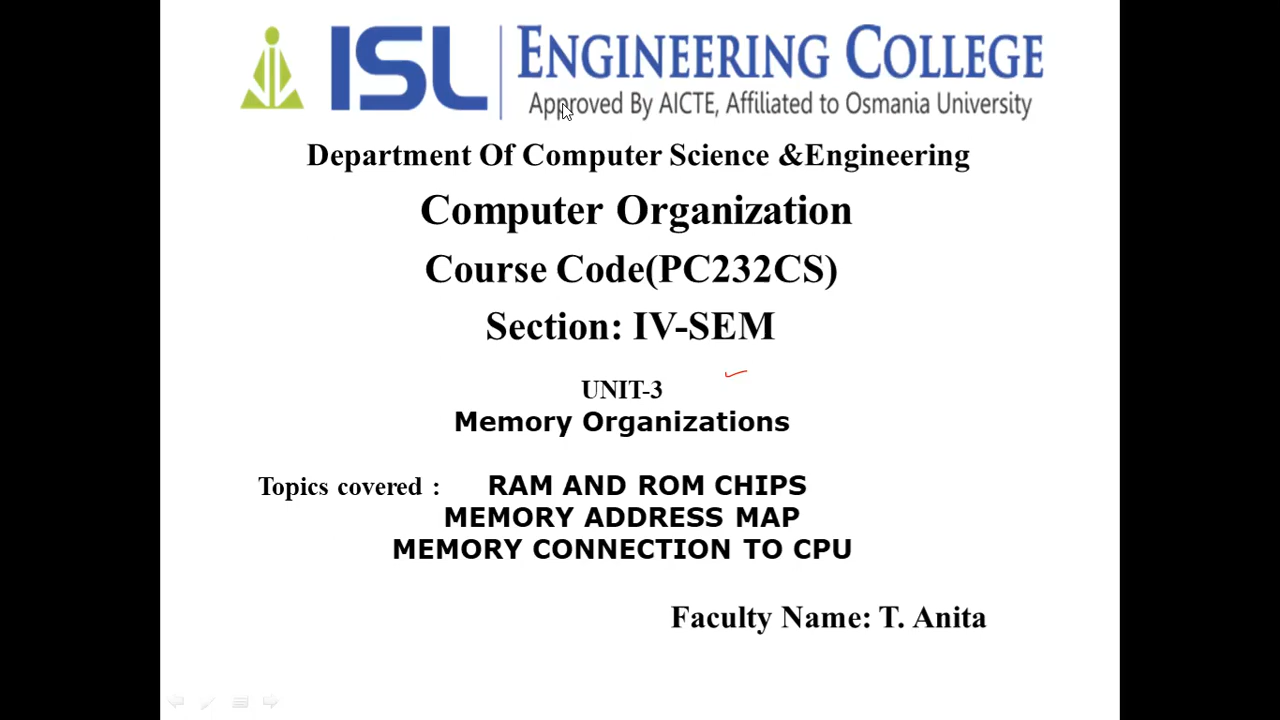 ISL ENGINEERING COLLEGE
Approved By AICTE, Affiliated to Osmania University
Department Of Computer Science &Engineering
Computer Organization
Course Code(PC232CS)
Section: IV-SEM
UNIT-3
Memory Organizations
Topics covered : RAM AND ROM CHIPS
MEMORY ADDRESS MAP
MEMORY CONNECTION TO CPU
Faculty Name: T. Anita